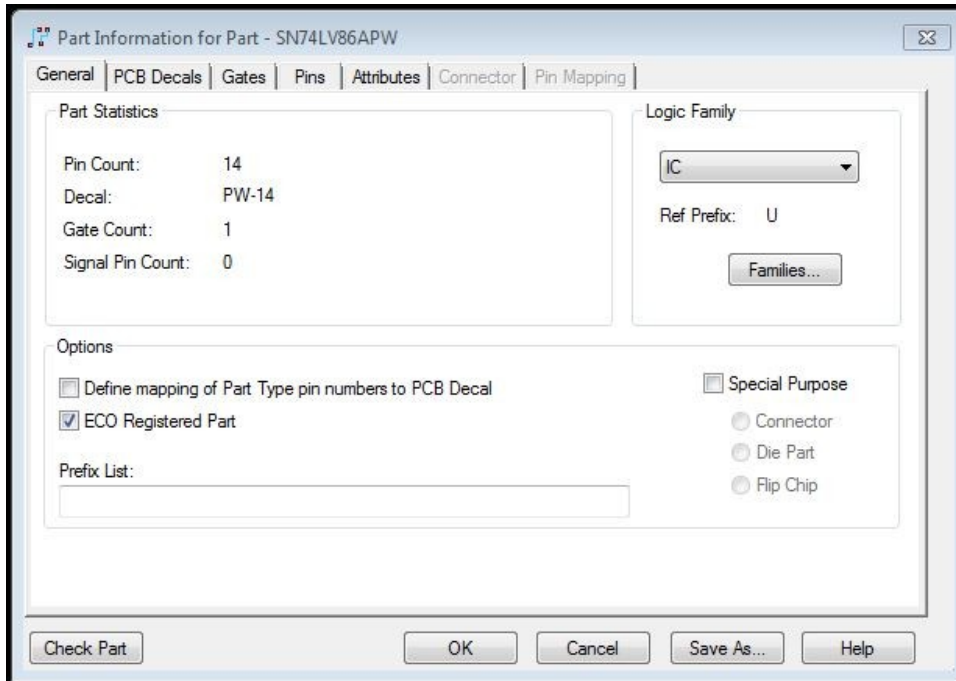 Part Information for Part - SN74LV86APW
General PCB Decals Gates Pins Attributes Connector Pin Mapping
Part Statistics
Pin Count: 14
Decal: PW-14
Gate Count: 1
Signal Pin Count: 0
Logic Family
IC
Ref Prefix: U
Families...
Options
Define mapping of Part Type pin numbers to PCB Decal
ECO Registered Part
Prefix List:
Special Purpose
Connector
Die Part
Flip Chip
Check Part OK Cancel Save As... Help